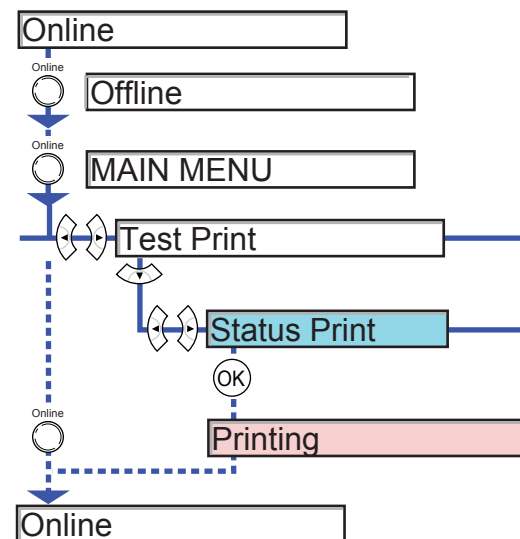 Online
Online
Offline
Online
MAIN MENU
Test Print
Status Print
OK
Online
Printing
Online